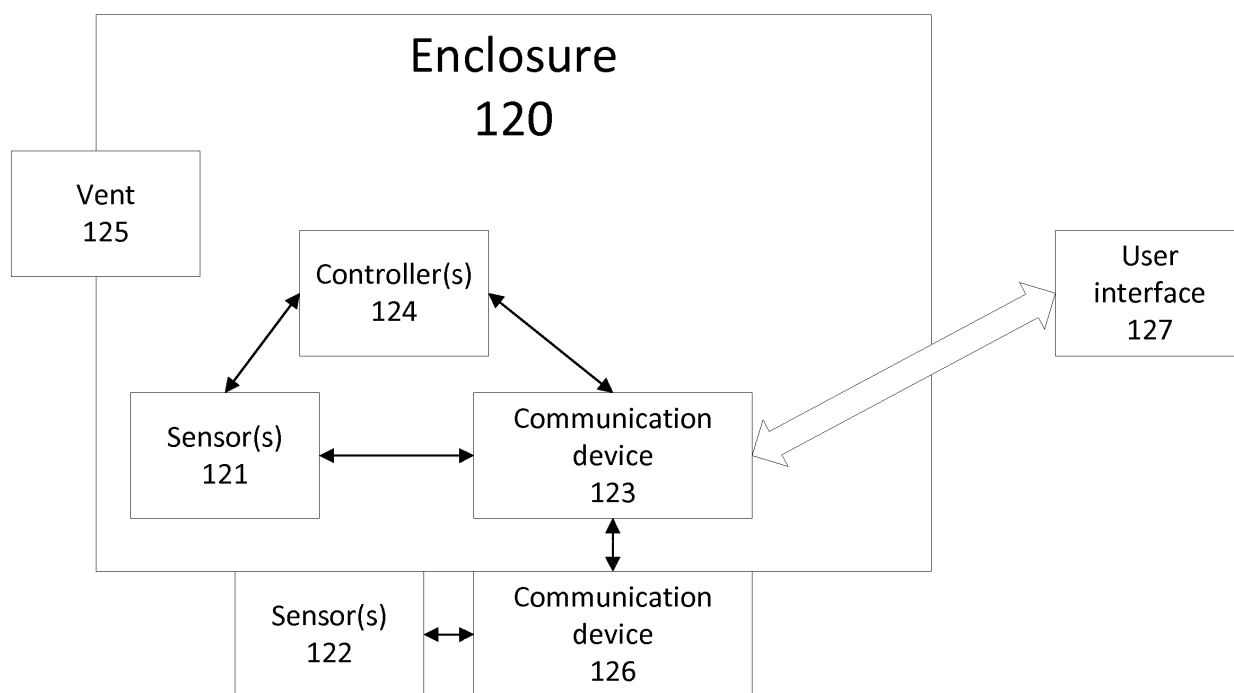 Enclosure
120
Vent
125
Controller(s)
124
User
interface
127
Sensor(s)
121
Communication
device
123
Sensor(s)
122
Communication
device
126